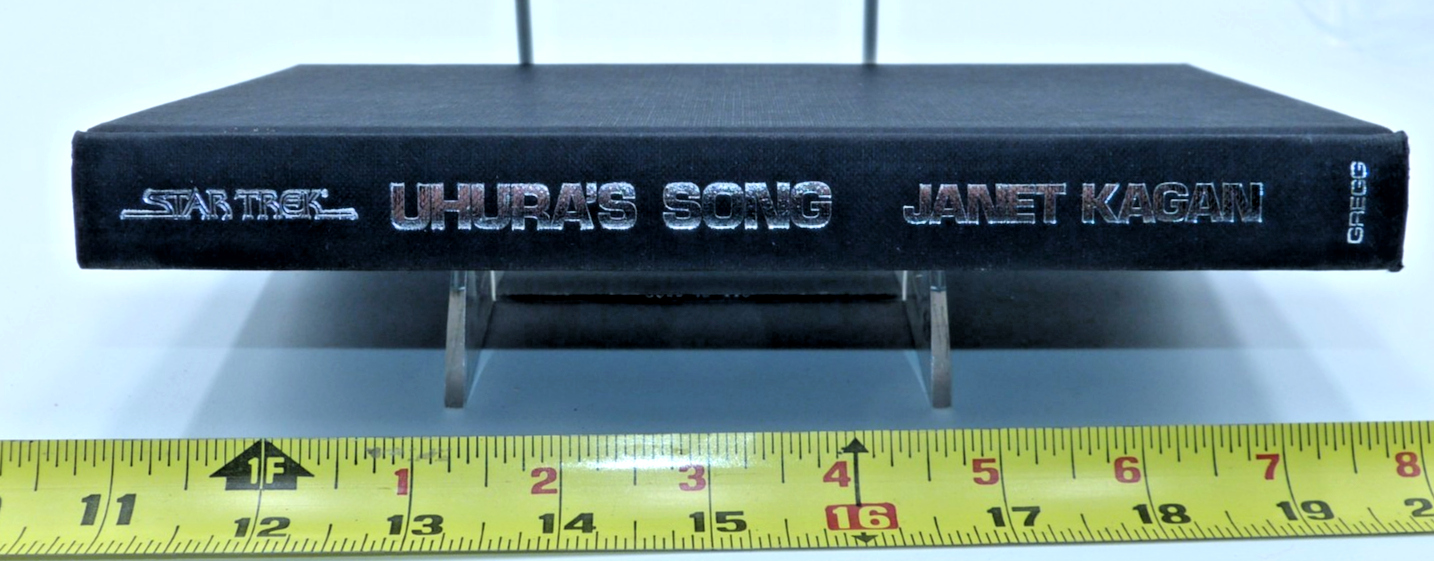 STAR TREK UHURA'S SONG JANET KAGAN GREGG
1F 1 2 3 4 5 6 7 8
11 12 13 14 15 16 17 18 19